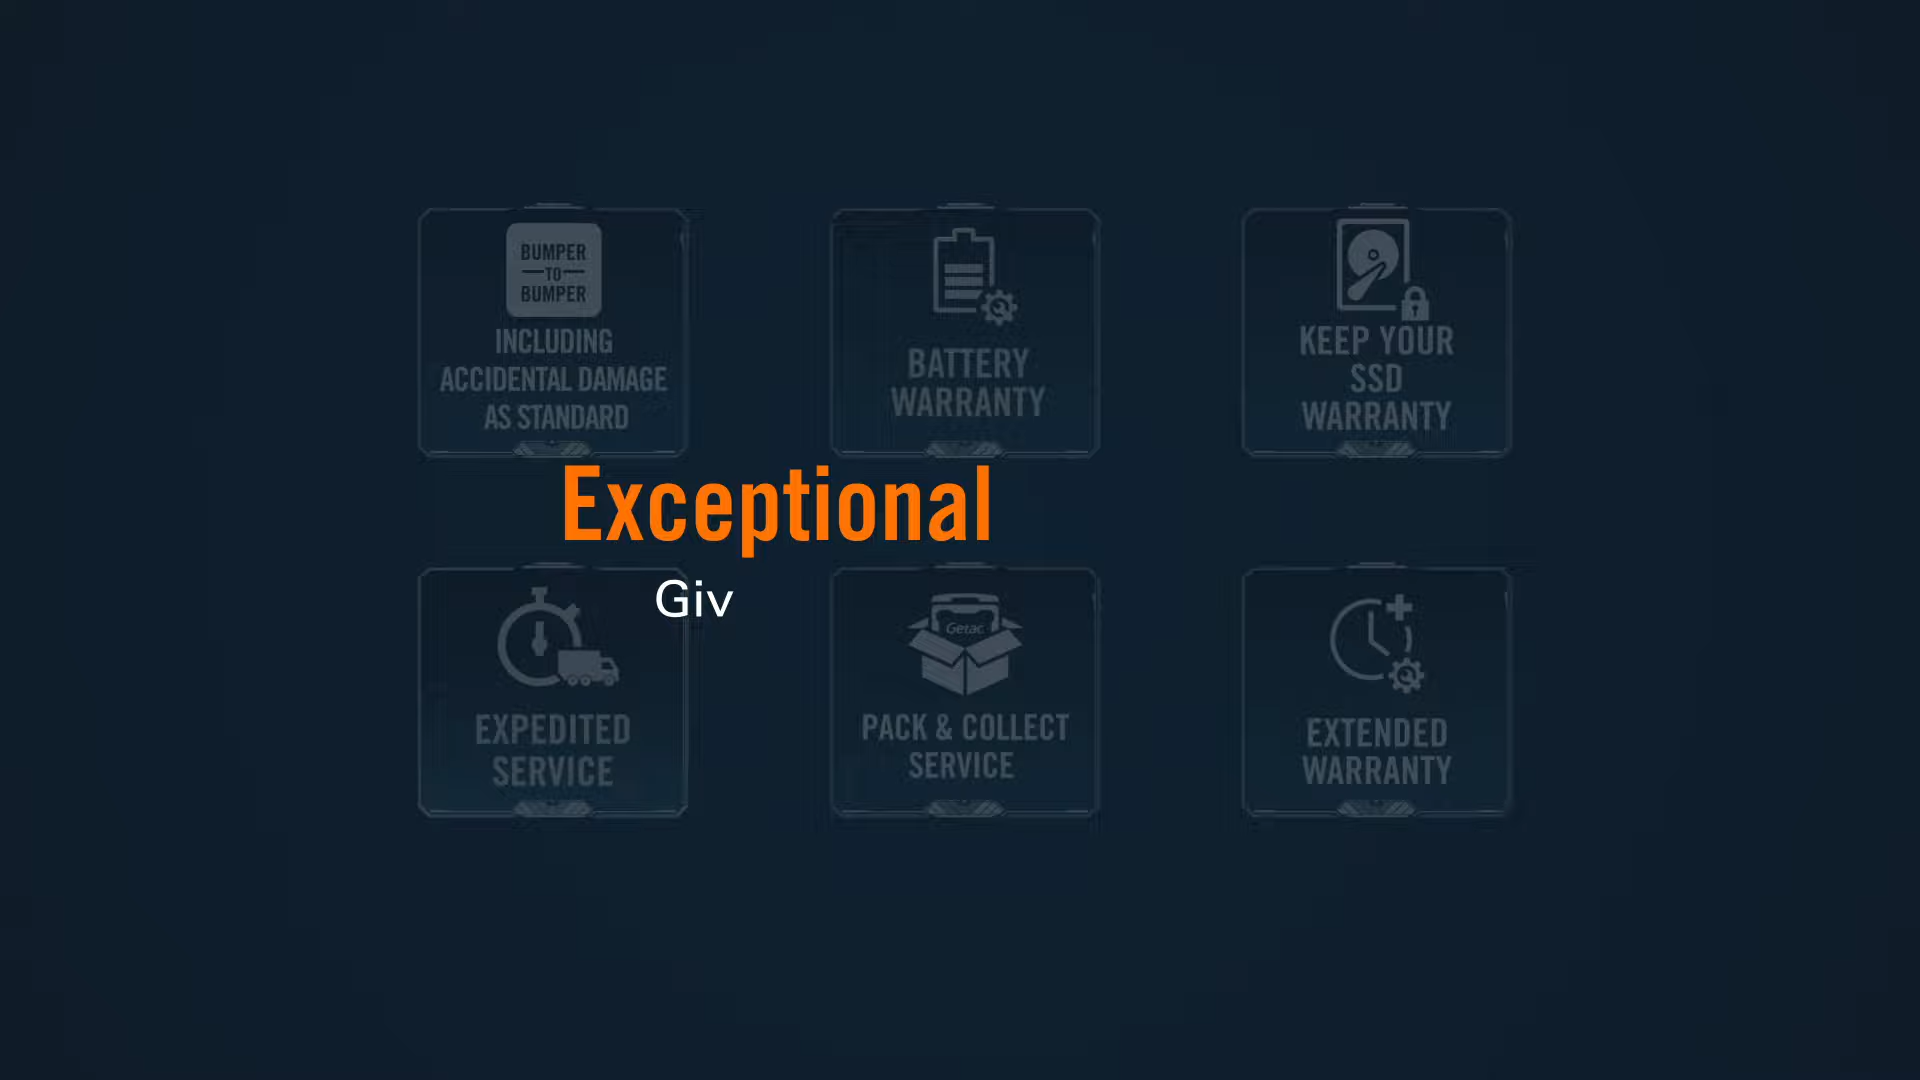 BUMPER
TO
BUMPER
INCLUDING
ACCIDENTAL DAMAGE
AS STANDARD
BATTERY
WARRANTY
KEEP YOUR
SSD
WARRANTY
Exceptional
Giv
EXPEDITED
SERVICE
Getac
PACK & COLLECT
SERVICE
EXTENDED
WARRANTY